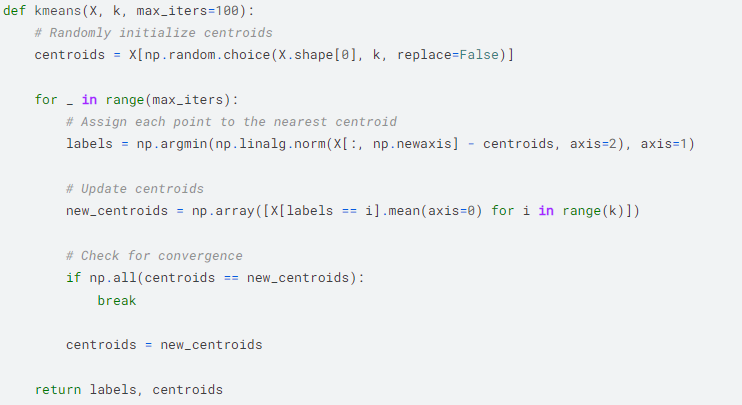 def kmeans(X, k, max_iters=100):
    # Randomly initialize centroids
    centroids = X[np.random.choice(X.shape[0], k, replace=False)]

    for _ in range(max_iters):
        # Assign each point to the nearest centroid
        labels = np.argmin(np.linalg.norm(X[:, np.newaxis] - centroids, axis=2), axis=1)

        # Update centroids
        new_centroids = np.array([X[labels == i].mean(axis=0) for i in range(k)])

        # Check for convergence
        if np.all(centroids == new_centroids):
            break

        centroids = new_centroids

    return labels, centroids